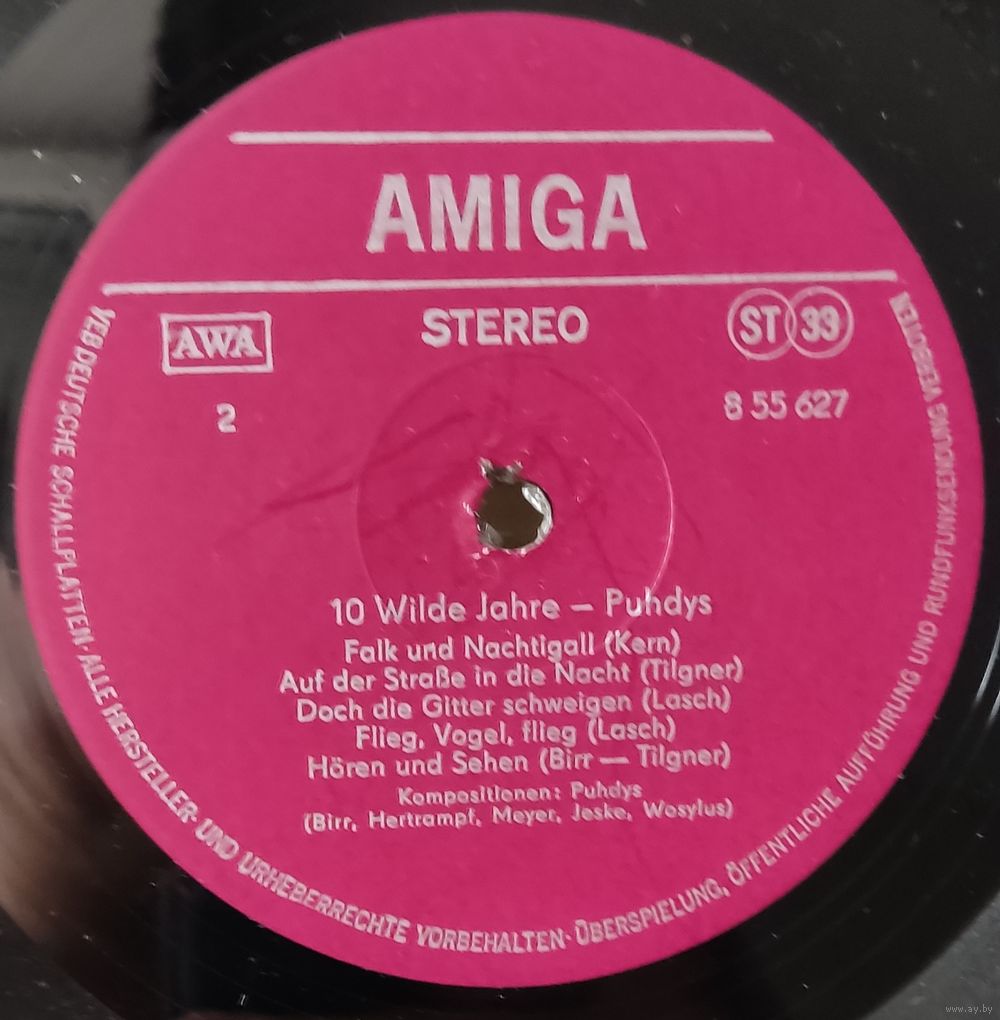 AMIGA
AWA
STEREO
ST 33
2
8 55 627
10 Wilde Jahre – Puhdys
Falk und Nachtigall (Kern)
Auf der Straße in die Nacht (Tilgner)
Doch die Gitter schweigen (Lasch)
Flieg, Vogel, flieg (Lasch)
Hören und Sehen (Birr — Tilgner)
Kompositionen: Puhdys
(Birr, Hertrampf, Meyer, Jeske, Wosylus)
VEB DEUTSCHE SCHALLPLATTEN · ALLE HERSTELLER- UND URHEBERRECHTE VORBEHALTEN · ÜBERSPIELUNG, ÖFFENTLICHE AUFFÜHRUNG UND RUNDFUNKSENDUNG VERBOTEN
www.ay.by